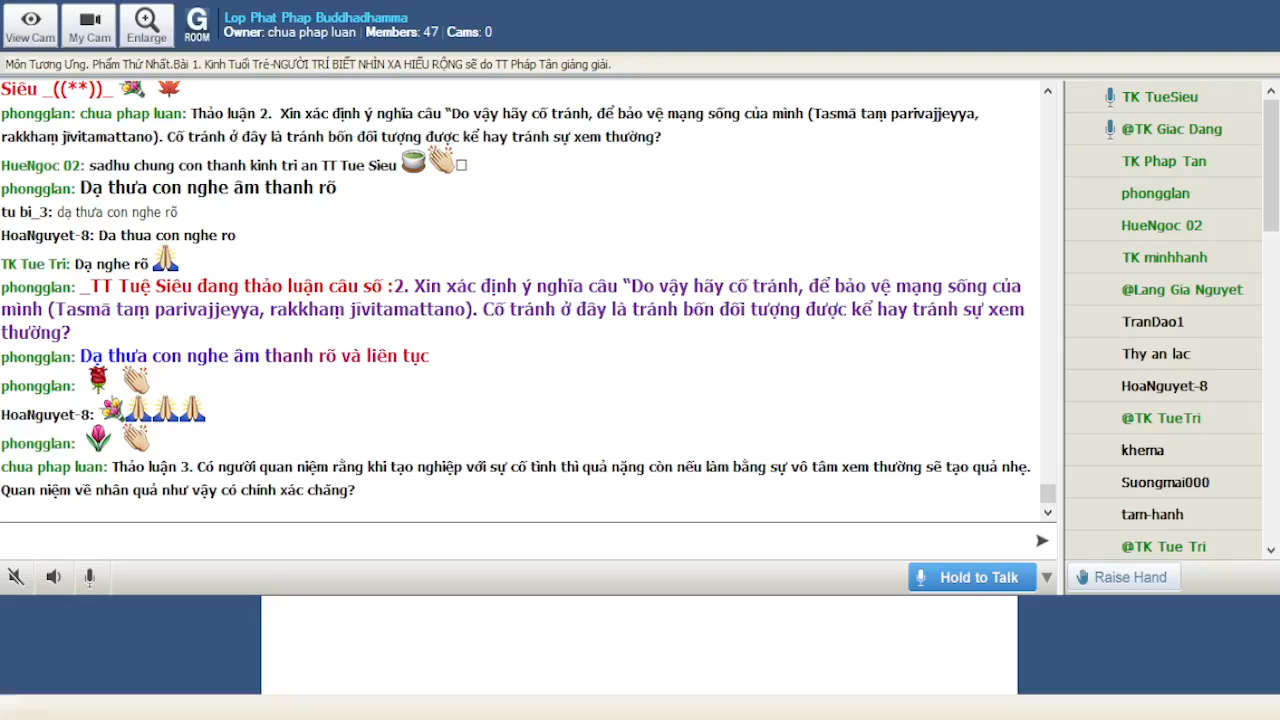 View Cam
My Cam
Enlarge
G
ROOM
Lop Phat Phap Buddhadhamma
Owner: chua phap luan | Members: 47 | Cams: 0
Môn Tương Ưng. Phẩm Thứ Nhất.Bài 1. Kinh Tuổi Trẻ-NGƯỜI TRÍ BIẾT NHÌN XA HIỂU RỘNG sẽ do TT Pháp Tân giảng giải.
Siêu _((**))_
phongglan: chua phap luan: Thảo luận 2. Xin xác định ý nghĩa câu "Do vậy hãy cố tránh, để bảo vệ mạng sống của mình (Tasmā taṃ parivajjeyya,
rakkhaṃ jīvitamattano). Cố tránh ở đây là tránh bốn đối tượng được kể hay tránh sự xem thường?
HueNgoc 02: sadhu chung con thanh kinh tri an TT Tue Sieu
phongglan: Dạ thưa con nghe âm thanh rõ
tu bi_3: dạ thưa con nghe rõ
HoaNguyet-8: Da thua con nghe ro
TK Tue Tri: Dạ nghe rõ
phongglan: _TT Tuệ Siêu đang thảo luận câu số :2. Xin xác định ý nghĩa câu "Do vậy hãy cố tránh, để bảo vệ mạng sống của
mình (Tasmā taṃ parivajjeyya, rakkhaṃ jīvitamattano). Cố tránh ở đây là tránh bốn đối tượng được kể hay tránh sự xem
thường?
phongglan: Dạ thưa con nghe âm thanh rõ và liên tục
phongglan:
HoaNguyet-8:
phongglan:
chua phap luan: Thảo luận 3. Có người quan niệm rằng khi tạo nghiệp với sự cố tình thì quả nặng còn nếu làm bằng sự vô tâm xem thường sẽ tạo quả nhẹ.
Quan niệm về nhân quả như vậy có chính xác chăng?
Hold to Talk
TK TueSieu
@TK Giac Dang
TK Phap Tan
phongglan
HueNgoc 02
TK minhhanh
@Lang Gia Nguyet
TranDao1
Thy an lac
HoaNguyet-8
@TK TueTri
khema
Suongmai000
tam-hanh
@TK Tue Tri
Raise Hand